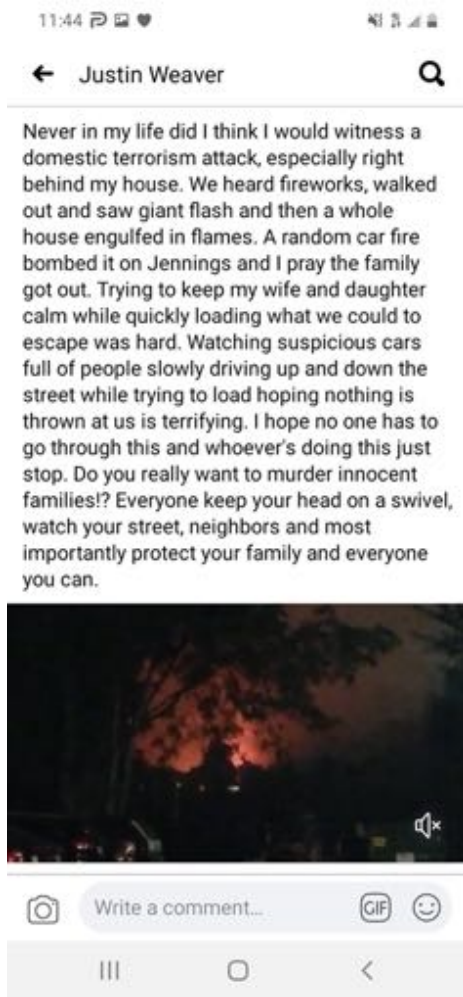 11:44
Justin Weaver
Never in my life did I think I would witness a
domestic terrorism attack, especially right
behind my house. We heard fireworks, walked
out and saw giant flash and then a whole
house engulfed in flames. A random car fire
bombed it on Jennings and I pray the family
got out. Trying to keep my wife and daughter
calm while quickly loading what we could to
escape was hard. Watching suspicious cars
full of people slowly driving up and down the
street while trying to load hoping nothing is
thrown at us is terrifying. I hope no one has to
go through this and whoever's doing this just
stop. Do you really want to murder innocent
families!? Everyone keep your head on a swivel,
watch your street, neighbors and most
importantly protect your family and everyone
you can.
Write a comment... GIF